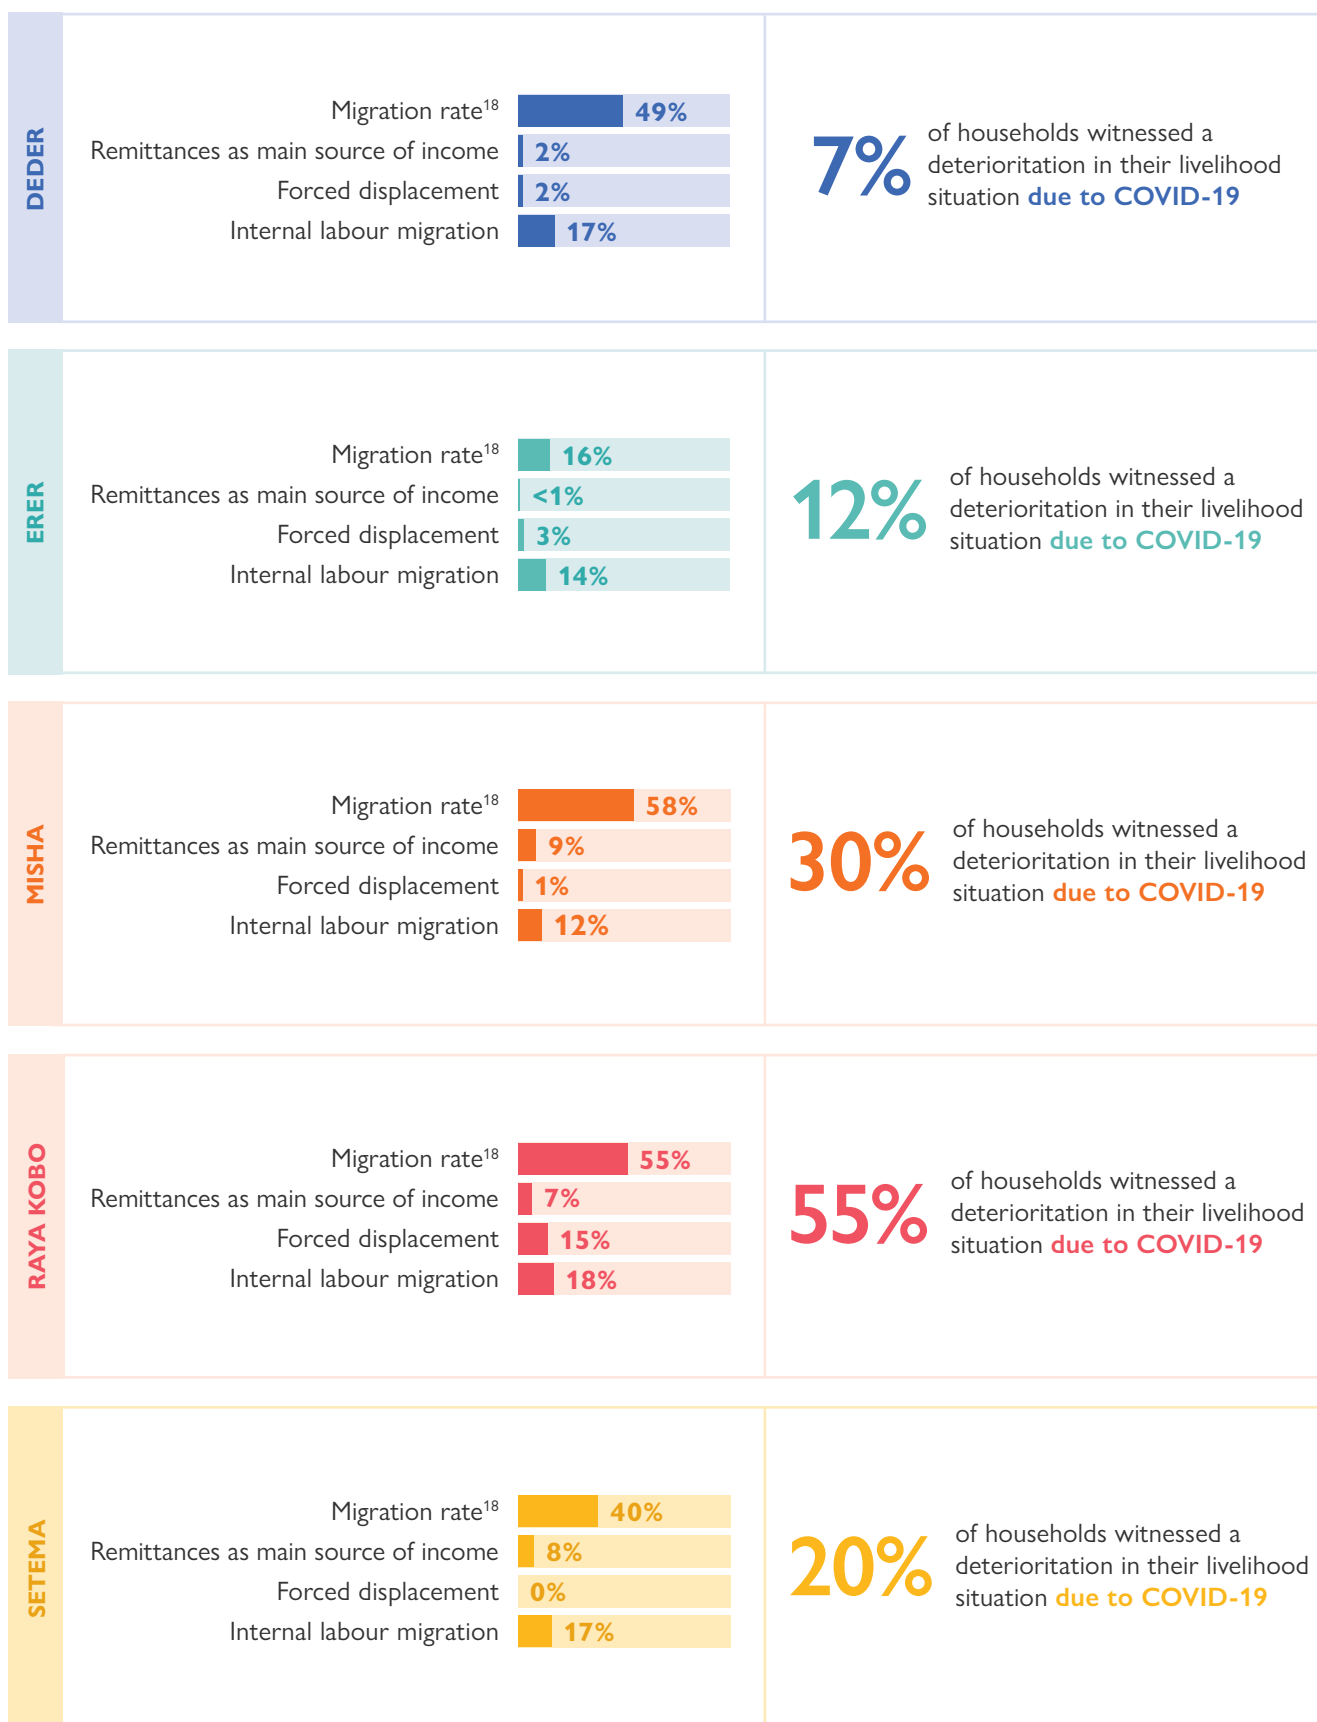 DEDER
Migration rate18 49%
Remittances as main source of income 2%
Forced displacement 2%
Internal labour migration 17%
7%
of households witnessed a
deterioritation in their livelihood
situation due to COVID-19
ERER
Migration rate18 16%
Remittances as main source of income <1%
Forced displacement 3%
Internal labour migration 14%
12%
of households witnessed a
deterioritation in their livelihood
situation due to COVID-19
MISHA
Migration rate18 58%
Remittances as main source of income 9%
Forced displacement 1%
Internal labour migration 12%
30%
of households witnessed a
deterioritation in their livelihood
situation due to COVID-19
RAYA KOBO
Migration rate18 55%
Remittances as main source of income 7%
Forced displacement 15%
Internal labour migration 18%
55%
of households witnessed a
deterioritation in their livelihood
situation due to COVID-19
SETEMA
Migration rate18 40%
Remittances as main source of income 8%
Forced displacement 0%
Internal labour migration 17%
20%
of households witnessed a
deterioritation in their livelihood
situation due to COVID-19